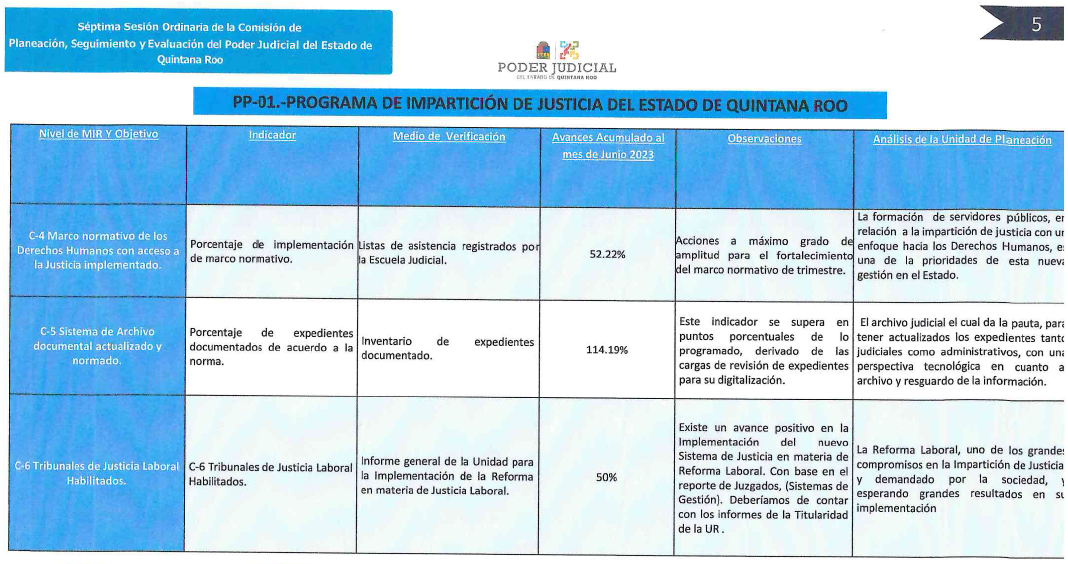 Séptima Sesión Ordinaria de la Comisión de
Planeación, Seguimiento y Evaluación del Poder Judicial del Estado de
Quintana Roo
5
PODER JUDICIAL
DEL ESTADO DE QUINTANA ROO
PP-01.-PROGRAMA DE IMPARTICIÓN DE JUSTICIA DEL ESTADO DE QUINTANA ROO
Nivel de MIR Y Objetivo
Indicador
Medio de Verificación
Avances Acumulado al
mes de Junio 2023
Observaciones
Análisis de la Unidad de Planeación
C-4 Marco normativo de los
Derechos Humanos con acceso a
la Justicia implementado.
Porcentaje de implementación
de marco normativo.
Listas de asistencia registrados por
la Escuela Judicial.
52.22%
Acciones a máximo grado de
amplitud para el fortalecimiento
del marco normativo de trimestre.
La formación de servidores públicos, en
relación a la impartición de justicia con un
enfoque hacia los Derechos Humanos, es
una de la prioridades de esta nueva
gestión en el Estado.
C-5 Sistema de Archivo
documental actualizado y
normado.
Porcentaje de expedientes
documentados de acuerdo a la
norma.
Inventario de expedientes
documentado.
114.19%
Este indicador se supera en
puntos porcentuales de lo
programado, derivado de las
cargas de revisión de expedientes
para su digitalización.
El archivo judicial el cual da la pauta, para
tener actualizados los expedientes tanto
judiciales como administrativos, con una
perspectiva tecnológica en cuanto a
archivo y resguardo de la información.
C-6 Tribunales de Justicia Laboral
Habilitados.
C-6 Tribunales de Justicia Laboral
Habilitados.
Informe general de la Unidad para
la Implementación de la Reforma
en materia de Justicia Laboral.
50%
Existe un avance positivo en la
Implementación del nuevo
Sistema de Justicia en materia de
Reforma Laboral. Con base en el
reporte de Juzgados, (Sistemas de
Gestión). Deberíamos de contar
con los informes de la Titularidad
de la UR .
La Reforma Laboral, uno de los grandes
compromisos en la Impartición de Justicia
y demandado por la sociedad, y
esperando grandes resultados en su
implementación